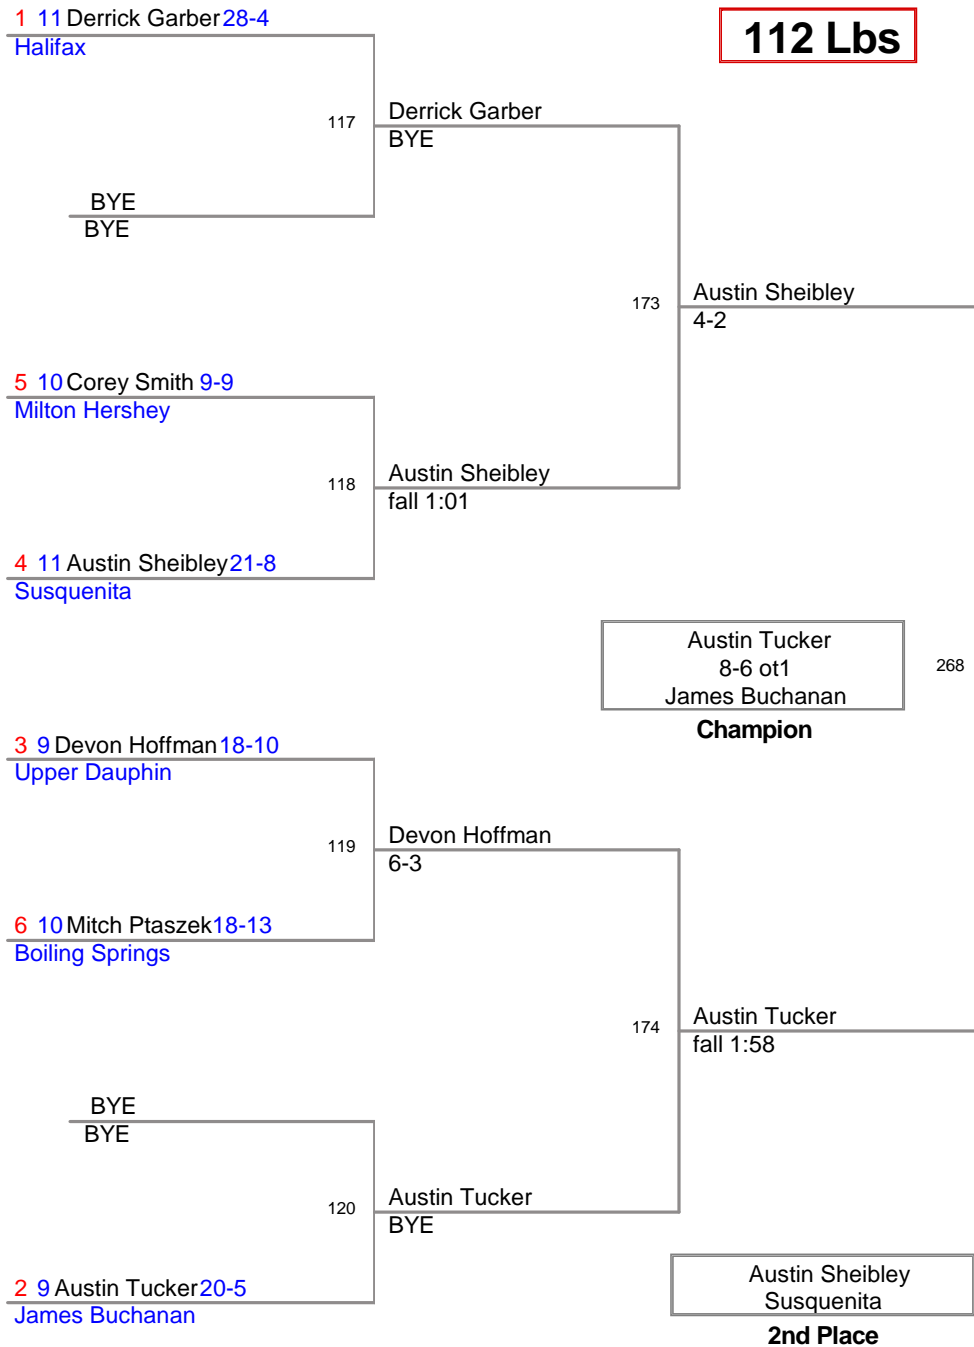 1 11 Derrick Garber 28-4
Halifax
112 Lbs
117
Derrick Garber
BYE
BYE
BYE
173
Austin Sheibley
4-2
5 10 Corey Smith 9-9
Milton Hershey
118
Austin Sheibley
fall 1:01
4 11 Austin Sheibley 21-8
Susquenita
Austin Tucker
8-6 ot1
James Buchanan
Champion
268
3 9 Devon Hoffman 18-10
Upper Dauphin
119
Devon Hoffman
6-3
6 10 Mitch Ptaszek 18-13
Boiling Springs
174
Austin Tucker
fall 1:58
BYE
BYE
120
Austin Tucker
BYE
2 9 Austin Tucker 20-5
James Buchanan
Austin Sheibley
Susquenita
2nd Place